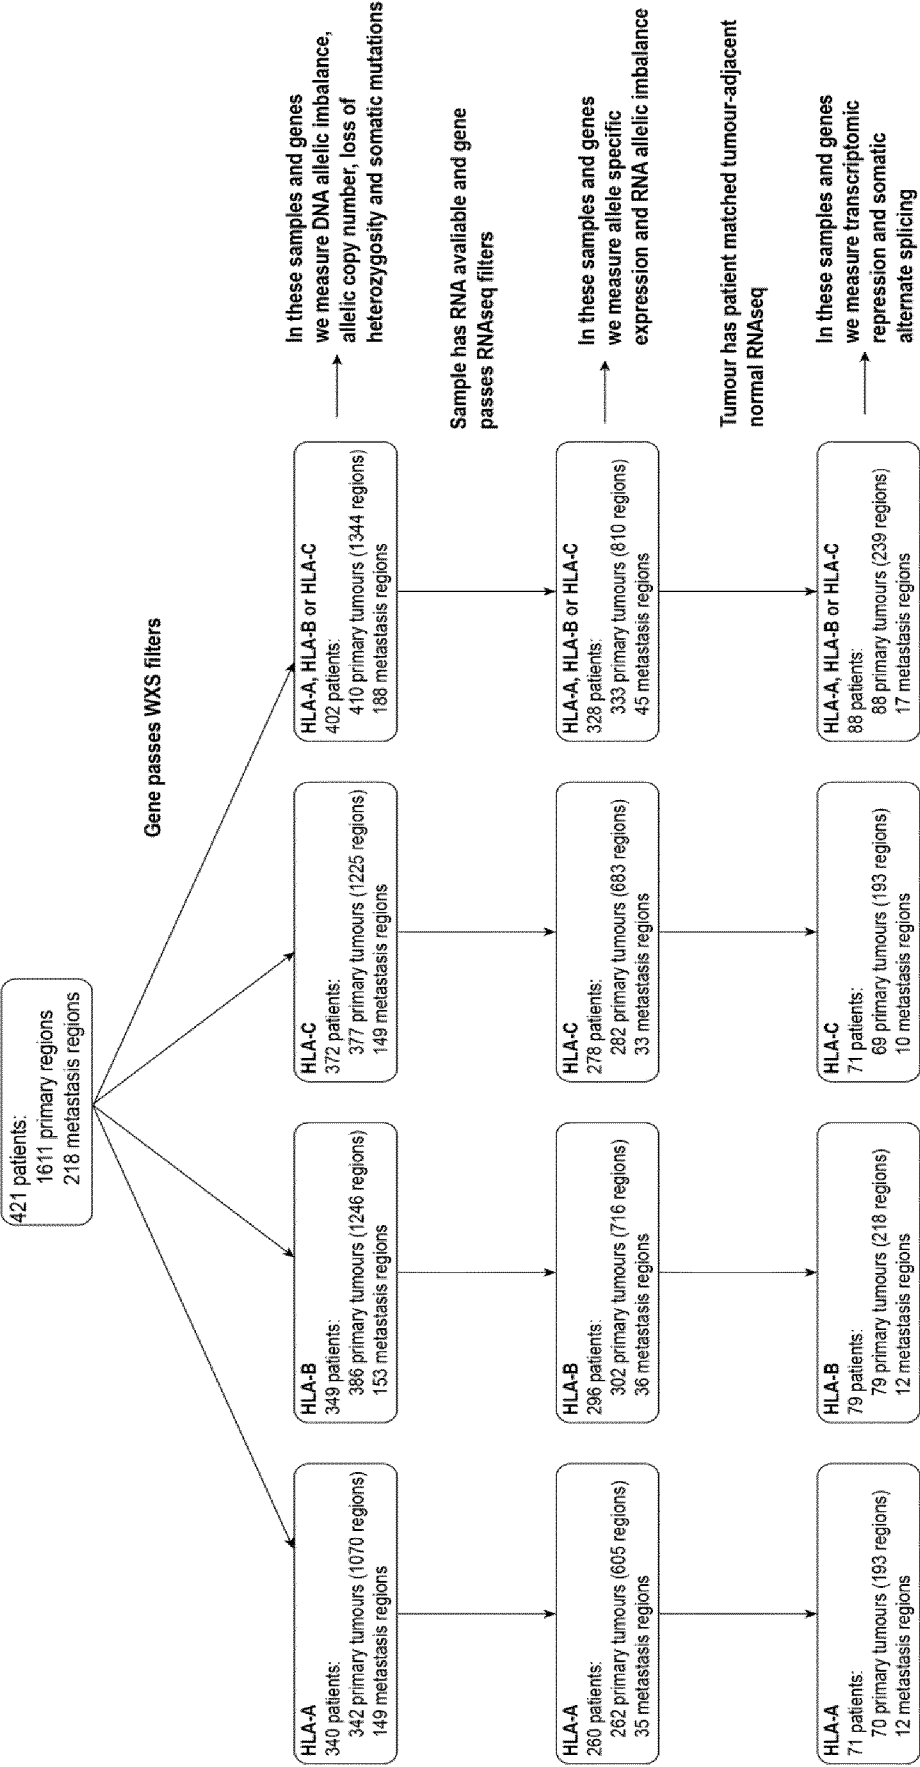 421 patients:
1611 primary regions
218 metastasis regions
Gene passes WXS filters
HLA-A
340 patients:
342 primary tumours (1070 regions)
149 metastasis regions
HLA-B
349 patients:
386 primary tumours (1246 regions)
153 metastasis regions
HLA-C
372 patients:
377 primary tumours (1225 regions)
149 metastasis regions
HLA-A, HLA-B or HLA-C
402 patients:
410 primary tumours (1344 regions)
188 metastasis regions
In these samples and genes
we measure DNA allelic imbalance,
allelic copy number, loss of
heterozygosity and somatic mutations
Sample has RNA avaliable and gene
passes RNAseq filters
HLA-A
260 patients:
262 primary tumours (605 regions)
35 metastasis regions
HLA-B
296 patients:
302 primary tumours (716 regions)
36 metastasis regions
HLA-C
278 patients:
282 primary tumours (683 regions)
33 metastasis regions
HLA-A, HLA-B or HLA-C
328 patients:
333 primary tumours (810 regions)
45 metastasis regions
In these samples and genes
we measure allele specific
expression and RNA allelic imbalance
Tumour has patient matched tumour-adjacent
normal RNAseq
HLA-A
71 patients:
70 primary tumours (193 regions)
12 metastasis regions
HLA-B
79 patients:
79 primary tumours (218 regions)
12 metastasis regions
HLA-C
71 patients:
69 primary tumours (193 regions)
10 metastasis regions
HLA-A, HLA-B or HLA-C
88 patients:
88 primary tumours (239 regions)
17 metastasis regions
In these samples and genes
we measure transcriptomic
repression and somatic
alternate splicing